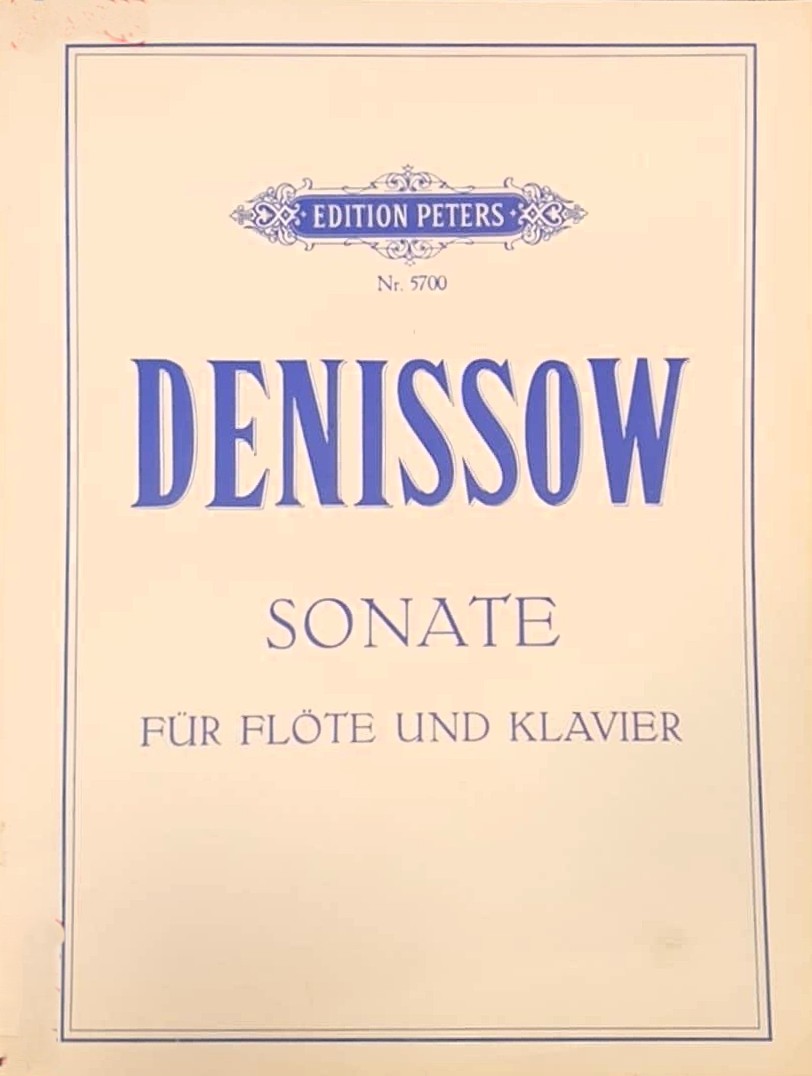 EDITION PETERS
Nr. 5700
DENISSOW
SONATE
FÜR FLÖTE UND KLAVIER